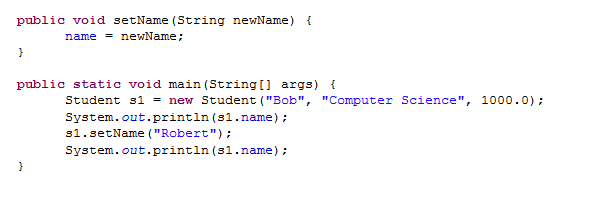 public void setName(String newName) {
name = newName;
}
public static void main(String[] args) {
Student s1 = new Student("Bob", "Computer Science", 1000.0);
System.out.println(s1.name);
s1.setName("Robert");
System.out.println(s1.name);
}